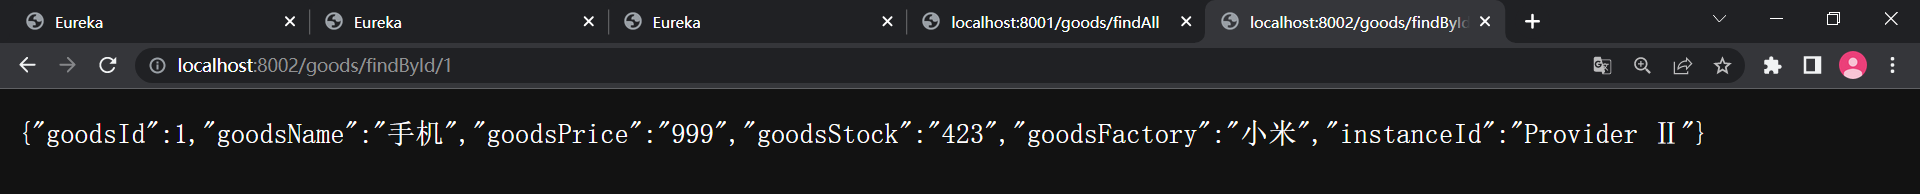 Eureka
Eureka
Eureka
localhost:8001/goods/findAll
localhost:8002/goods/findById
localhost:8002/goods/findById/1
{"goodsId":1,"goodsName":"手机","goodsPrice":"999","goodsStock":"423","goodsFactory":"小米","instanceId":"Provider Ⅱ"}